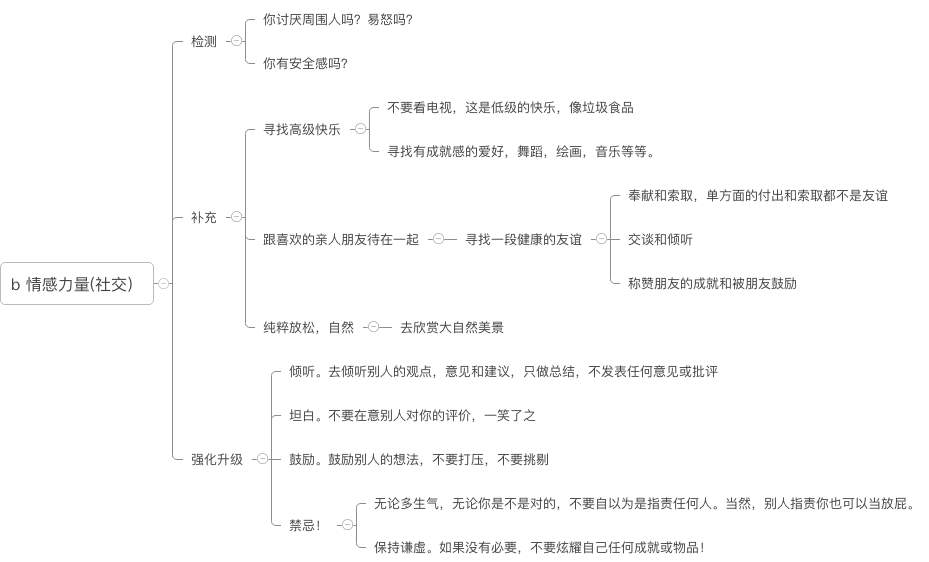 你讨厌周围人吗？易怒吗？
检测
你有安全感吗？
不要看电视，这是低级的快乐，像垃圾食品
寻找高级快乐
寻找有成就感的爱好，舞蹈，绘画，音乐等等。
奉献和索取，单方面的付出和索取都不是友谊
补充
跟喜欢的亲人朋友待在一起
寻找一段健康的友谊
交谈和倾听
b 情感力量(社交)
称赞朋友的成就和被朋友鼓励
纯粹放松，自然
去欣赏大自然美景
倾听。去倾听别人的观点，意见和建议，只做总结，不发表任何意见或批评
坦白。不要在意别人对你的评价，一笑了之
强化升级
鼓励。鼓励别人的想法，不要打压，不要挑剔
无论多生气，无论你是不是对的，不要自以为是指责任何人。当然，别人指责你也可以当放屁。
禁忌！
保持谦虚。如果没有必要，不要炫耀自己任何成就或物品！